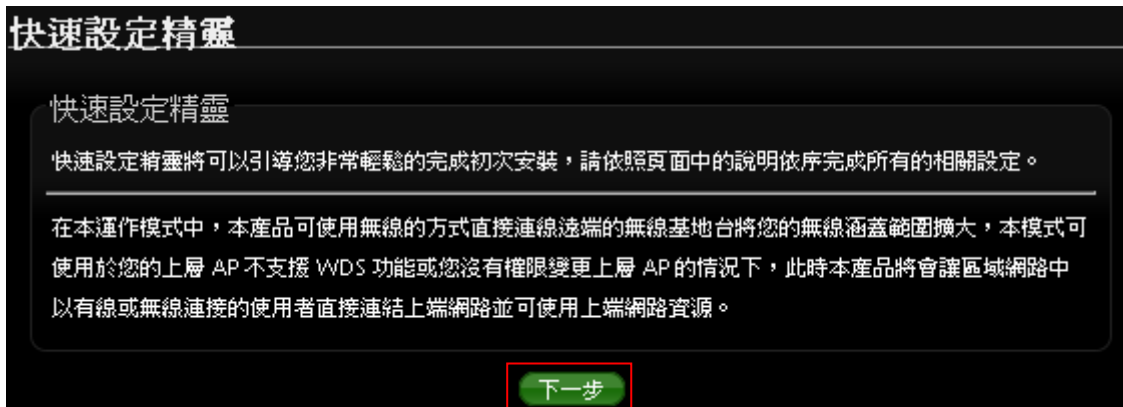 快速設定精靈
快速設定精靈
快速設定精靈將可以引導您非常輕鬆的完成初次安裝，請依照頁面中的說明依序完成所有的相關設定。
在本運作模式中，本產品可使用無線的方式直接連線遠端的無線基地台將您的無線涵蓋範圍擴大，本模式可
使用於您的上層 AP 不支援 WDS 功能或您沒有權限變更上層 AP 的情況下，此時本產品將會讓區域網路中
以有線或無線連接的使用者直接連結上端網路並可使用上端網路資源。
下一步